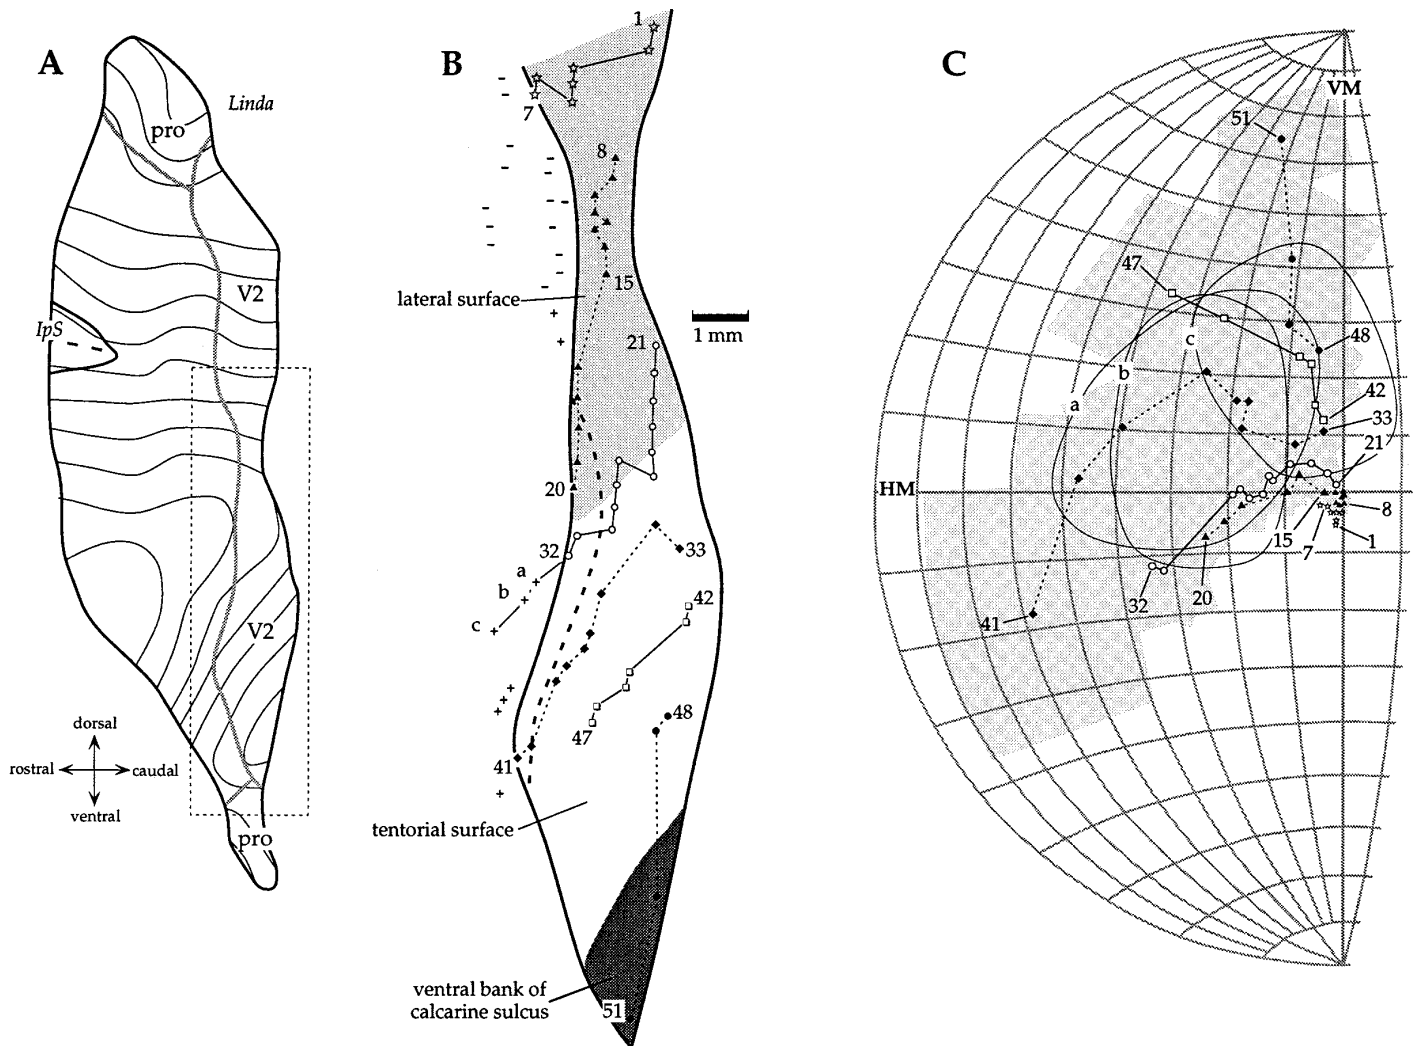 A
Linda
pro
V2
IpS
V2
dorsal
rostral
caudal
ventral
pro
B
1
7
8
lateral surface
15
1 mm
21
20
32
33
a
b
c
42
47
48
41
tentorial surface
ventral bank of
calcarine sulcus
51
C
VM
51
47
48
c
b
a
42
33
21
HM
8
15
7
1
32
20
41